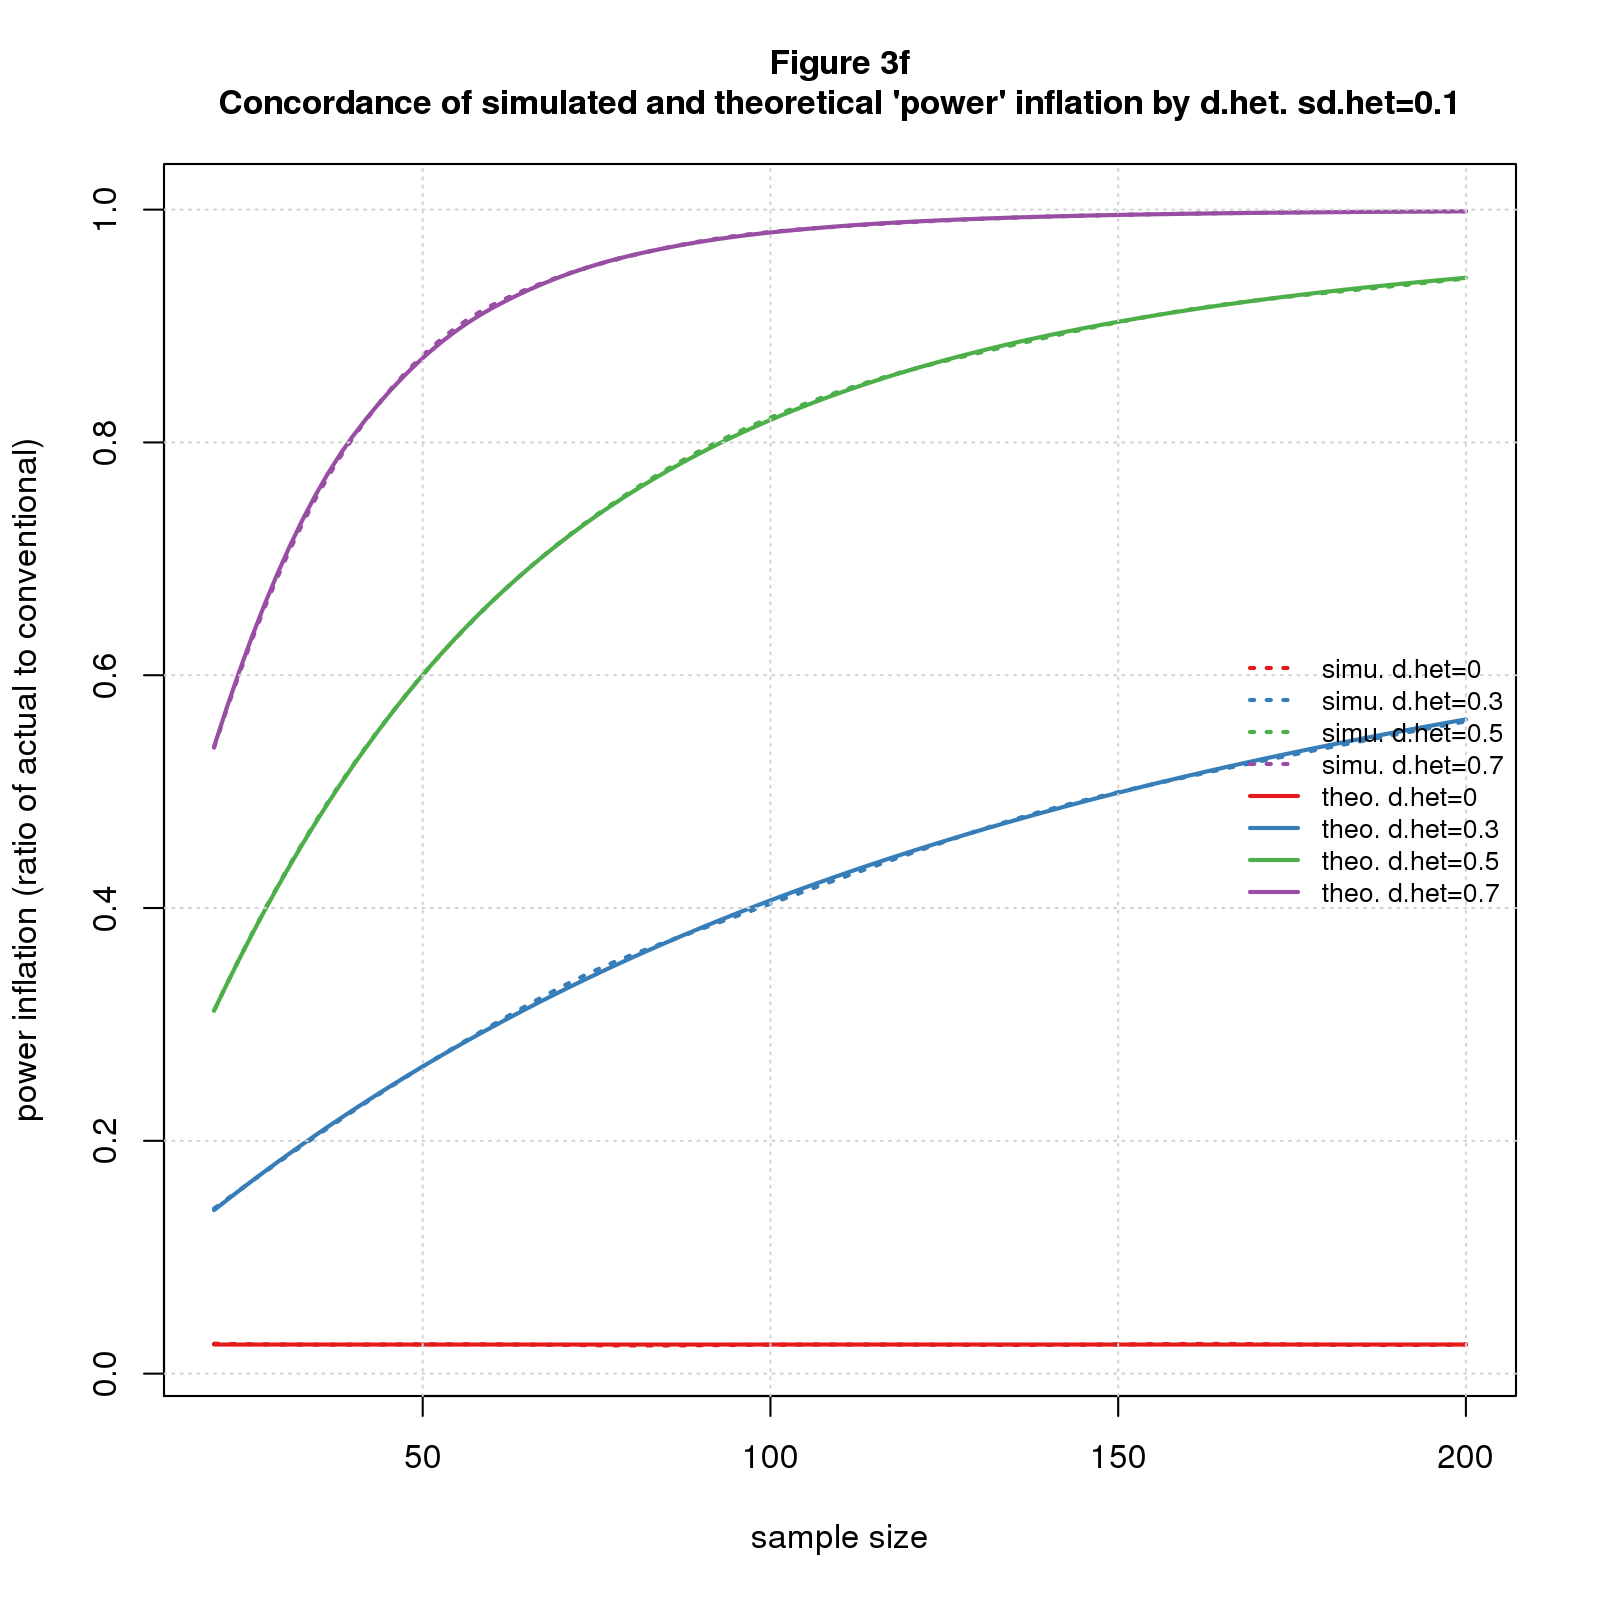 Figure 3f
Concordance of simulated and theoretical 'power' inflation by d.het. sd.het=0.1
power inflation (ratio of actual to conventional)
1.0
0.8
0.6
0.4
0.2
0.0
simu. d.het=0
simu. d.het=0.3
simu. d.het=0.5
simu. d.het=0.7
theo. d.het=0
theo. d.het=0.3
theo. d.het=0.5
theo. d.het=0.7
50 100 150 200
sample size